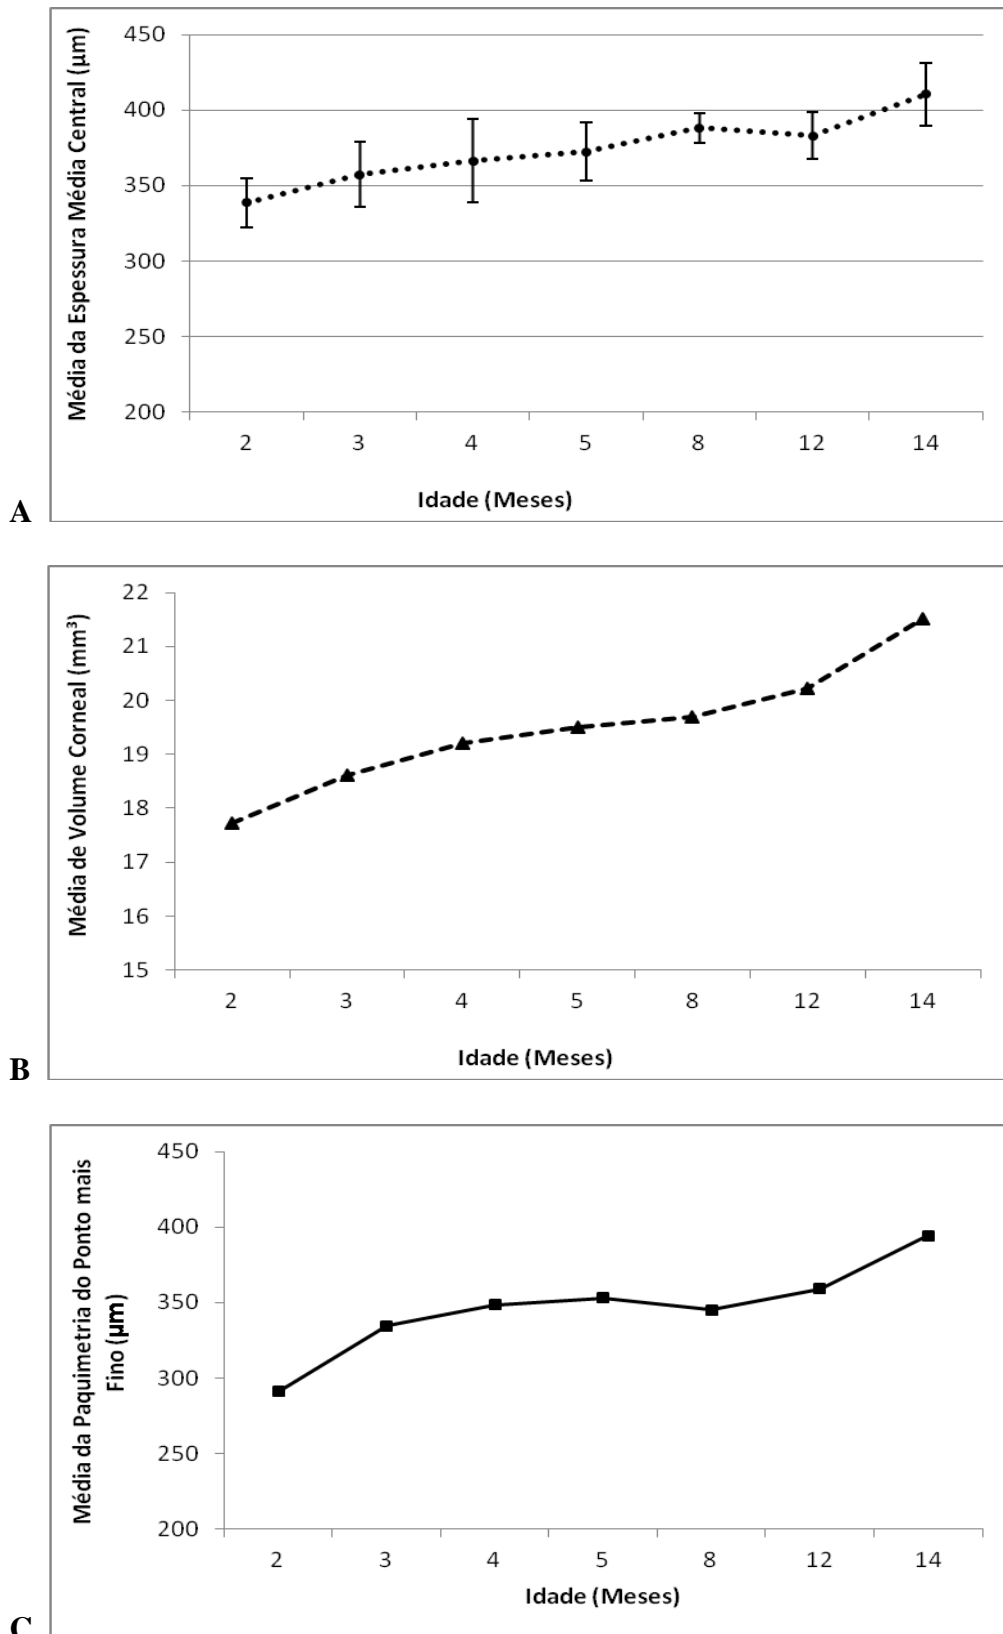 450
400
350
300
250
200
Média da Espessura Média Central (µm)
2 3 4 5 8 12 14
Idade (Meses)
A
22
21
20
19
18
17
16
15
Média de Volume Corneal (mm³)
2 3 4 5 8 12 14
Idade (Meses)
B
450
400
350
300
250
200
Média da Paquimetria do Ponto mais
Fino (µm)
2 3 4 5 8 12 14
Idade (Meses)
C